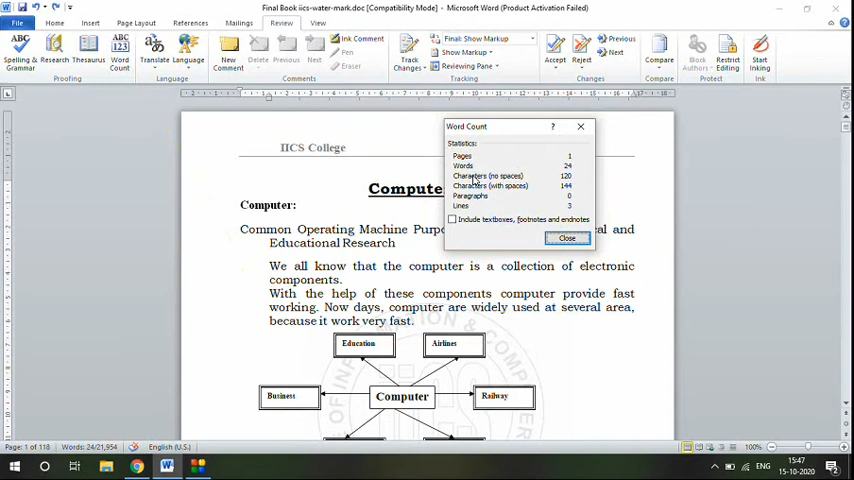 Final Book iics-water-mark.doc [Compatibility Mode] - Microsoft Word (Product Activation Failed)
File Home Insert Page Layout References Mailings Review View
Spelling & Grammar Research Thesaurus Word Count
Proofing
Translate Language
Language
New Comment Delete Previous Next Ink Comment Pen Eraser
Comments
Track Changes Final: Show Markup Show Markup Reviewing Pane
Tracking
Accept Reject Previous Next
Changes
Compare
Compare
Block Authors Restrict Editing
Protect
Start Inking
Ink
IICS College
Computer:
Common Operating Machine
Educational Research
We all know that the computer is a collection of electronic
components.
With the help of these components computer provide fast
working. Now days, computer are widely used at several area,
because it work very fast.
Education Airlines
Business Computer Railway
Word Count
Statistics:
Pages 1
Words 24
Characters (no spaces) 120
Characters (with spaces) 144
Paragraphs 0
Lines 3
Include textboxes, footnotes and endnotes
Close
Page: 1 of 118 Words: 24/21,954 English (U.S.) 100%
ENG 15:47
15-10-2020